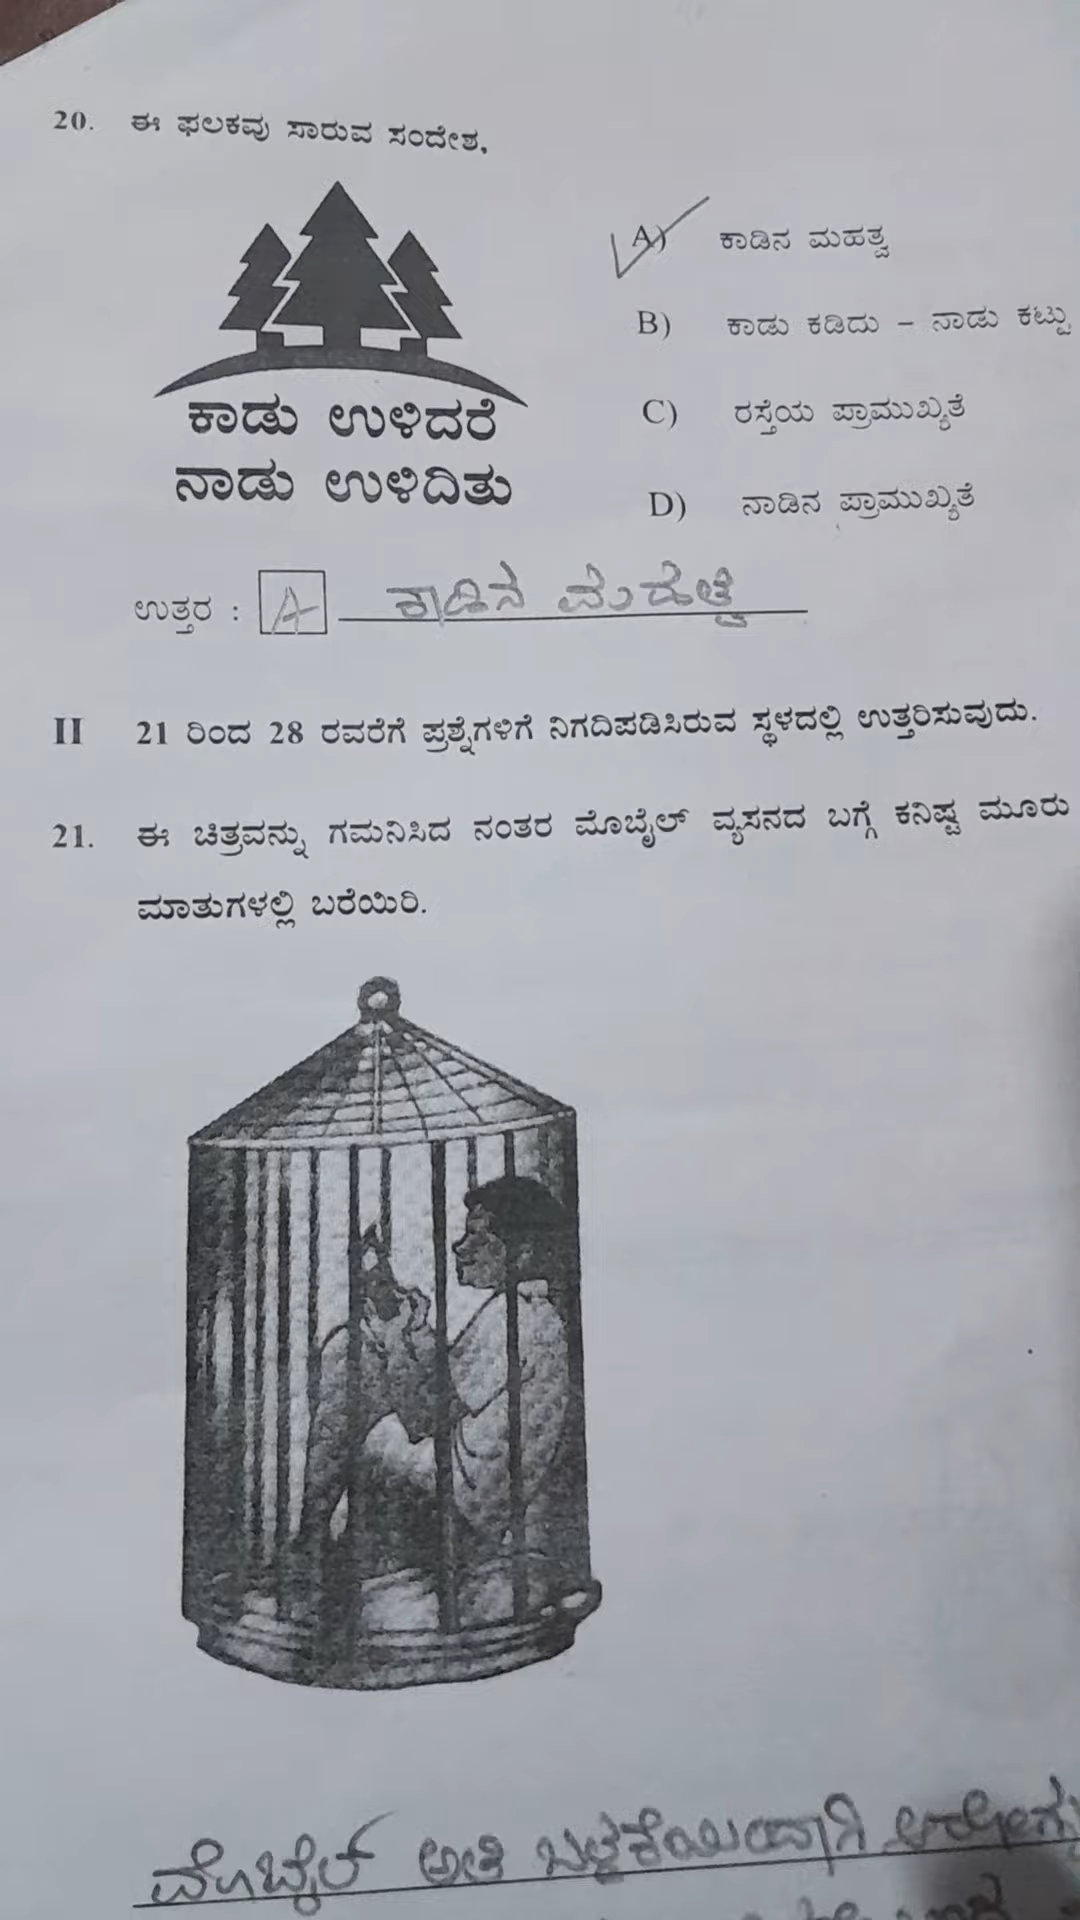 20. ಈ ಫಲಕವು ಸಾರುವ ಸಂದೇಶ,
ಕಾಡು ಉಳಿದರೆ
ನಾಡು ಉಳಿದಿತು
A) ಕಾಡಿನ ಮಹತ್ವ
B) ಕಾಡು ಕಡಿದು – ನಾಡು ಕಟ್ಟು
C) ರಸ್ತೆಯ ಪ್ರಾಮುಖ್ಯತೆ
D) ನಾಡಿನ ಪ್ರಾಮುಖ್ಯತೆ
ಉತ್ತರ : A ಕಾಡಿನ ಮಹತ್ವ
II 21 ರಿಂದ 28 ರವರೆಗೆ ಪ್ರಶ್ನೆಗಳಿಗೆ ನಿಗದಿಪಡಿಸಿರುವ ಸ್ಥಳದಲ್ಲಿ ಉತ್ತರಿಸುವುದು.
21. ಈ ಚಿತ್ರವನ್ನು ಗಮನಿಸಿದ ನಂತರ ಮೊಬೈಲ್ ವ್ಯಸನದ ಬಗ್ಗೆ ಕನಿಷ್ಟ ಮೂರು
ಮಾತುಗಳಲ್ಲಿ ಬರೆಯಿರಿ.
ಮೊಬೈಲ್ ಅತಿ ಬಳಕೆಯಿಂದಾಗಿ